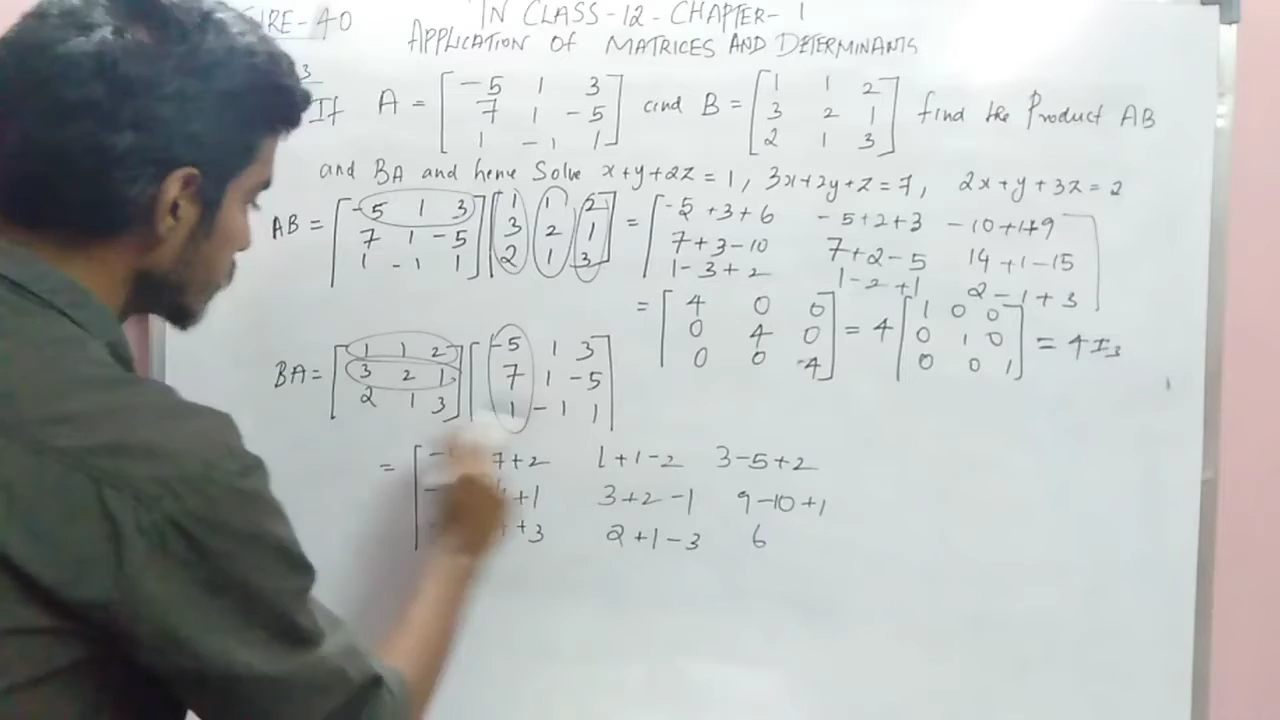 IRE-40 IN CLASS-12-CHAPTER-1
APPLICATION OF MATRICES AND DETERMINANTS
3
If A = [ -5 1 3 ; 7 1 -5 ; 1 -1 1 ] and B = [ 1 1 2 ; 3 2 1 ; 2 1 3 ] find the Product AB
and BA and hence Solve x+y+2z=1, 3x+2y+z=7, 2x+y+3z=2
AB = [ -5 1 3 ; 7 1 -5 ; 1 -1 1 ] [ 1 1 2 ; 3 2 1 ; 2 1 3 ] = [ -5+3+6 -5+2+3 -10+1+9 ; 7+3-10 7+2-5 14+1-15 ; 1-3+2 1-2+1 2-1+3 ]
= [ 4 0 0 ; 0 4 0 ; 0 0 4 ] = 4 [ 1 0 0 ; 0 1 0 ; 0 0 1 ] = 4I₃
BA = [ 1 1 2 ; 3 2 1 ; 2 1 3 ] [ -5 1 3 ; 7 1 -5 ; 1 -1 1 ]
= [ 7+2 1+1-2 3-5+2
+1 3+2-1 9-10+1
+3 2+1-3 6